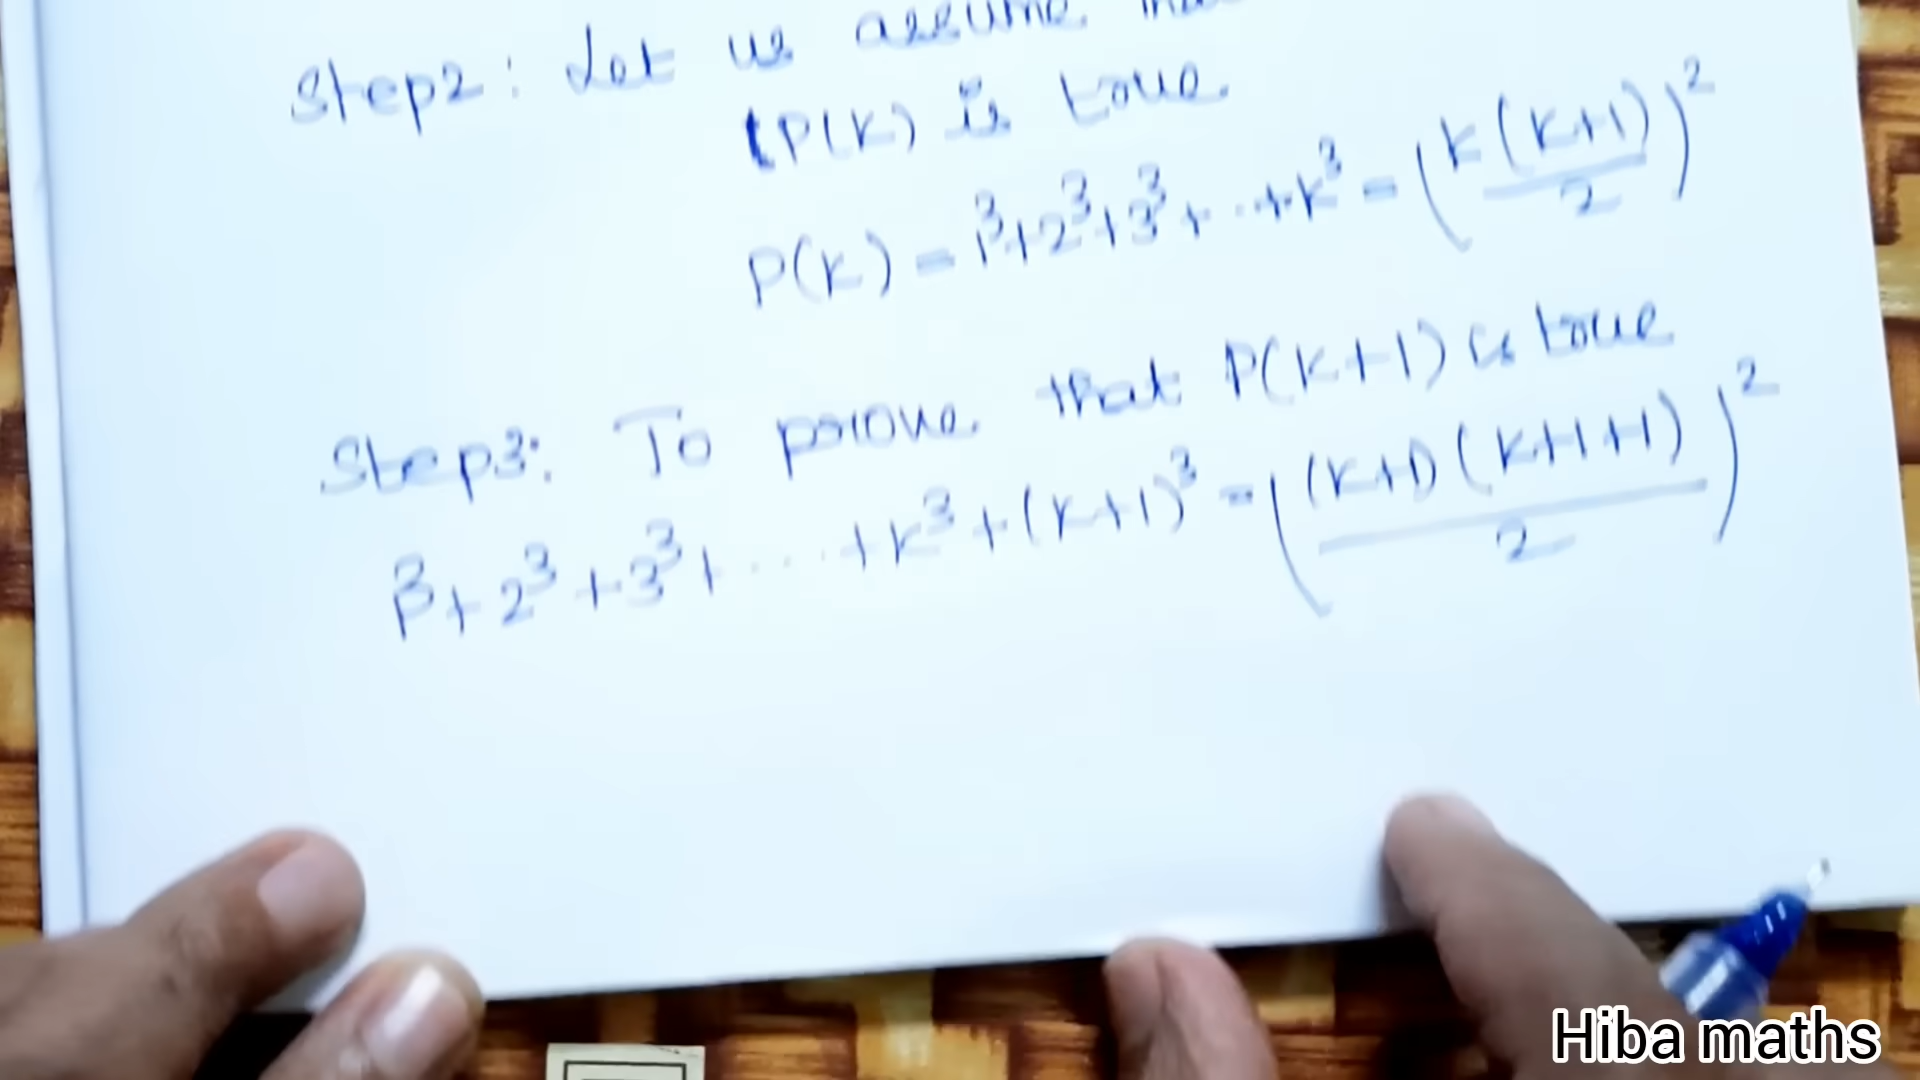 Step2: Let us assume that
P(K) is true
P(K) = 1³+2³+3³+...+K³ = (K(K+1)/2)²
Step3: To prove that P(K+1) is true
1³+2³+3³+...+K³+(K+1)³ = ((K+1)(K+1+1)/2)²
Hiba maths